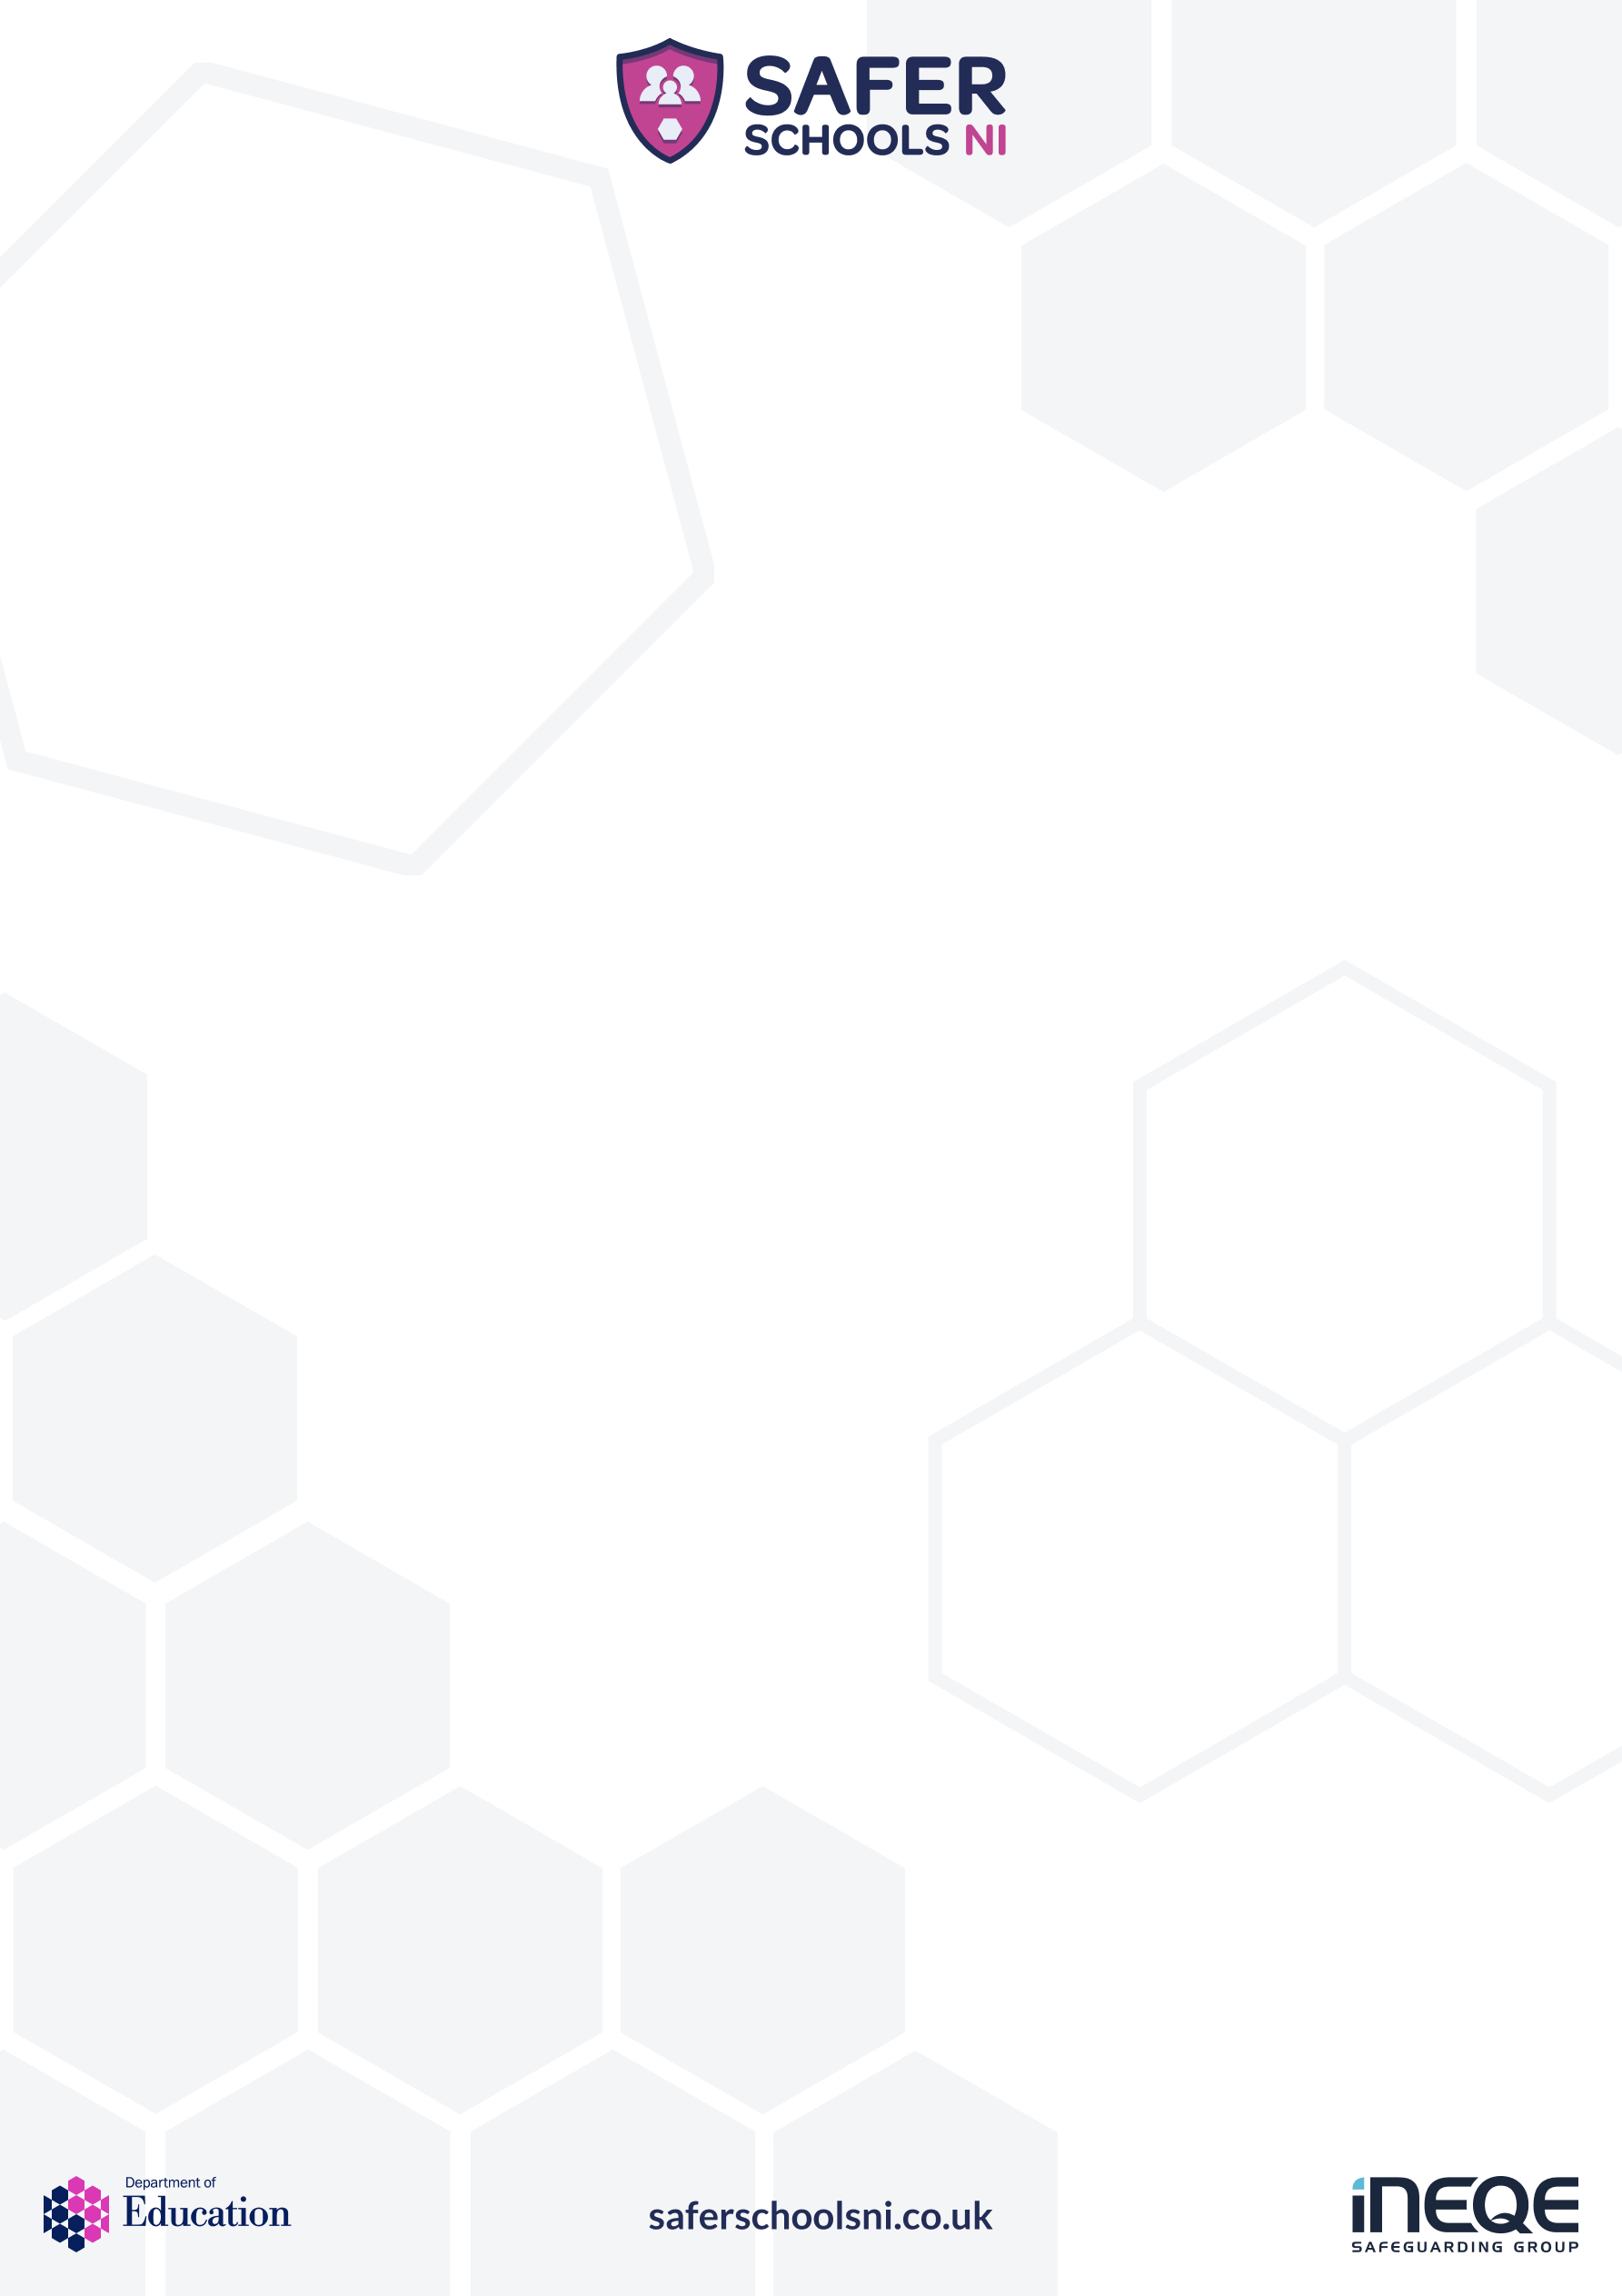 SAFER
SCHOOLS NI
Department of
Education
saferschoolsni.co.uk
iNEQE
SAFEGUARDING GROUP